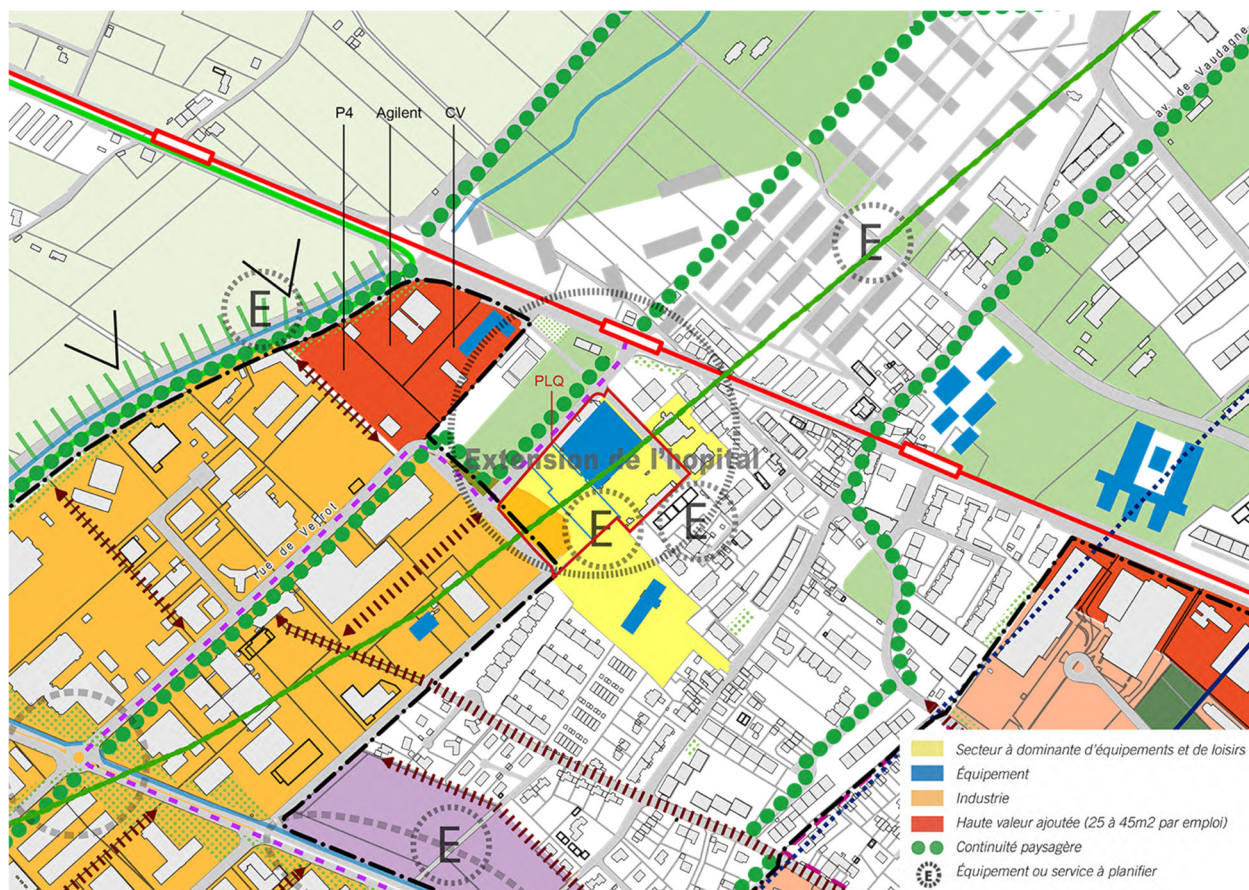 av. de Vaudagne
P4 Agilent CV
E
E
PLQ
Extension de l'hopital
E
E
rue de Veyrot
E
Secteur à dominante d'équipements et de loisirs
Équipement
Industrie
Haute valeur ajoutée (25 à 45m2 par emploi)
Continuité paysagère
E Équipement ou service à planifier